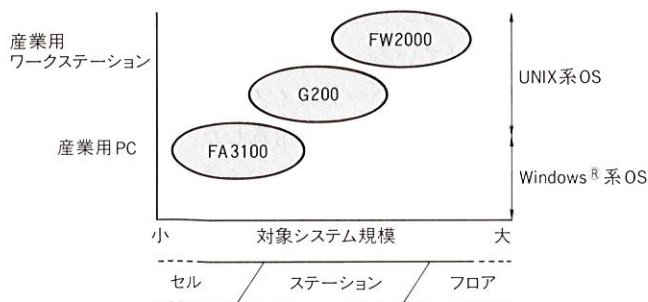 産業用
ワークステーション
FW2000
G200
UNIX系OS
産業用PC
FA3100
Windows®系OS
小
対象システム規模
大
セル
ステーション
フロア